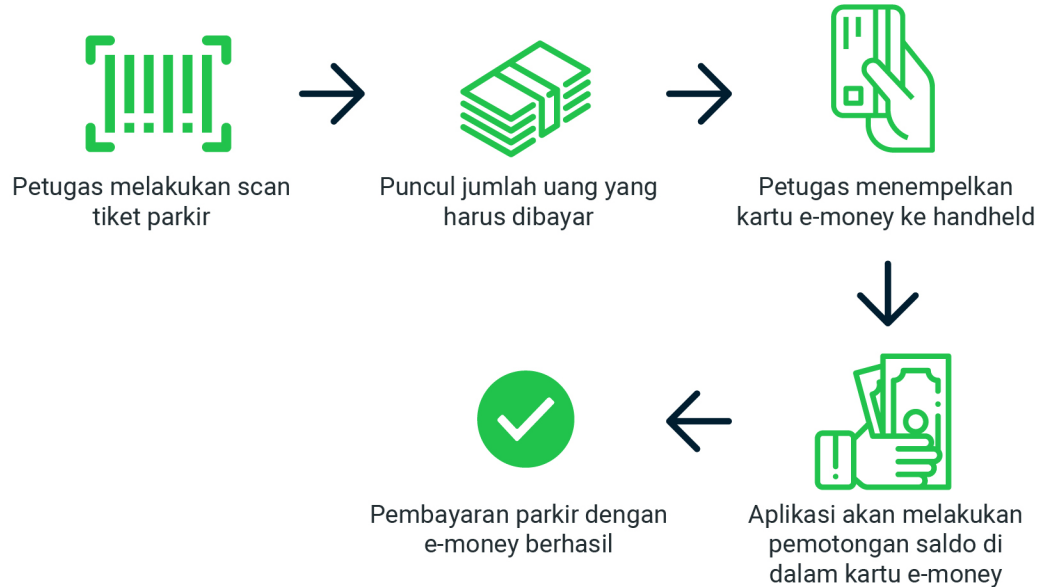 Petugas melakukan scan
tiket parkir
Puncul jumlah uang yang
harus dibayar
Petugas menempelkan
kartu e-money ke handheld
Aplikasi akan melakukan
pemotongan saldo di
dalam kartu e-money
Pembayaran parkir dengan
e-money berhasil